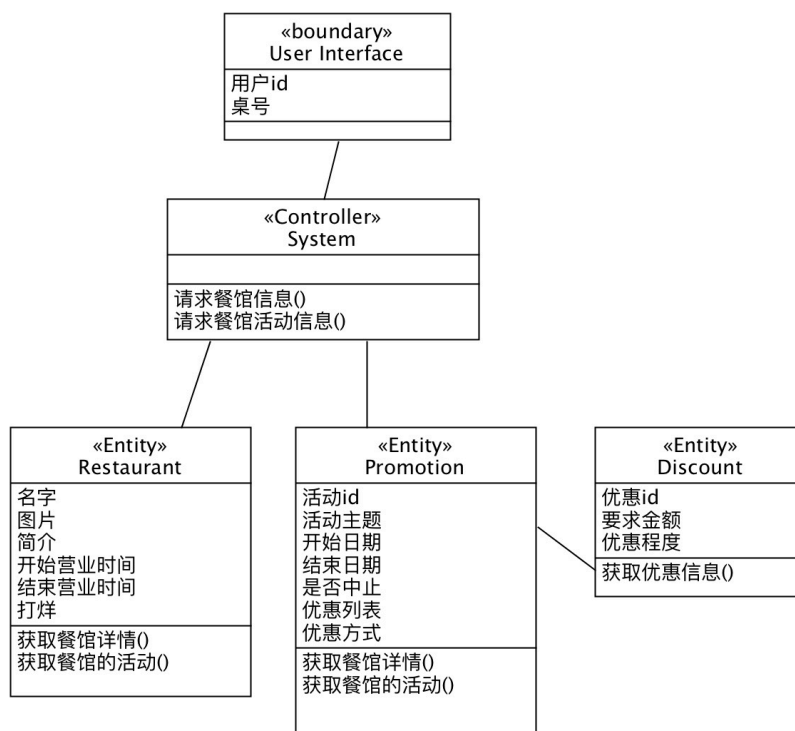 «boundary»
User Interface
用户id
桌号
«Controller»
System
请求餐馆信息()
请求餐馆活动信息()
«Entity»
Restaurant
名字
图片
简介
开始营业时间
结束营业时间
打烊
获取餐馆详情()
获取餐馆的活动()
«Entity»
Promotion
活动id
活动主题
开始日期
结束日期
是否中止
优惠列表
优惠方式
获取餐馆详情()
获取餐馆的活动()
«Entity»
Discount
优惠id
要求金额
优惠程度
获取优惠信息()